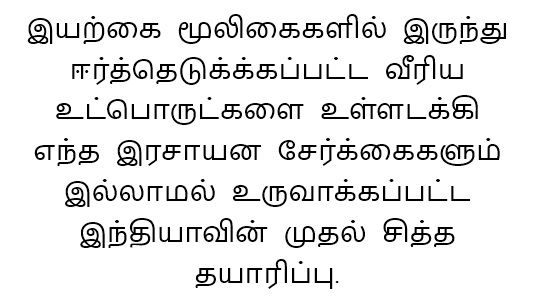 இயற்கை மூலிகைகளில் இருந்து
ஈர்த்தெடுக்க்கப்பட்ட வீரிய
உட்பொருட்களை உள்ளடக்கி
எந்த இரசாயன சேர்க்கைகளும்
இல்லாமல் உருவாக்கப்பட்ட
இந்தியாவின் முதல் சித்த
தயாரிப்பு.